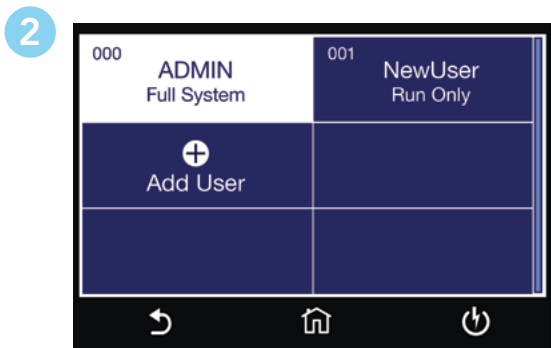 2
000
ADMIN
Full System
001
NewUser
Run Only
Add User